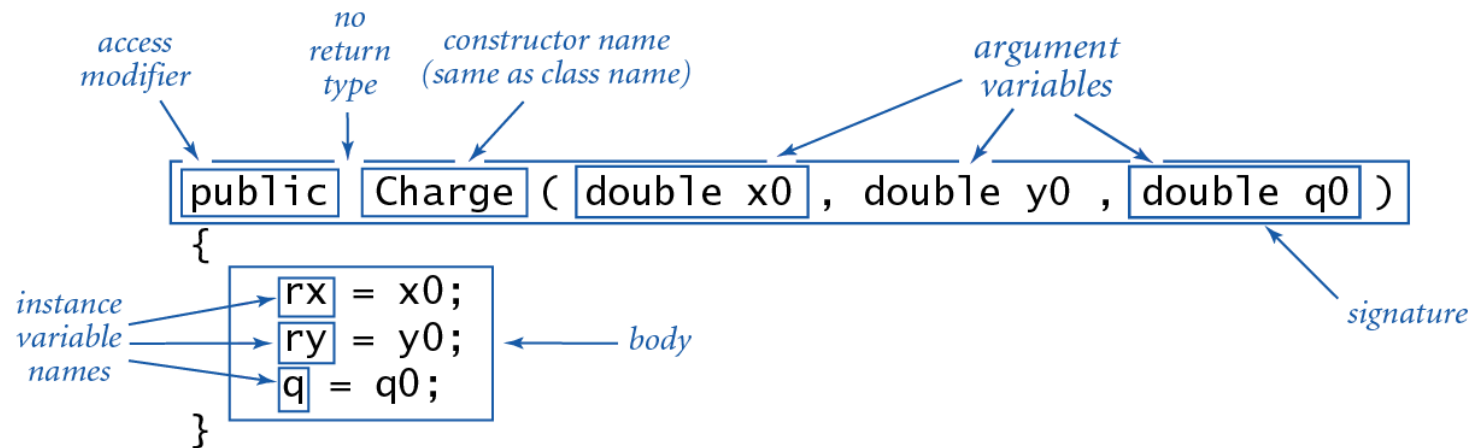 access
modifier
no
return
type
constructor name
(same as class name)
argument
variables
public Charge ( double x0 , double y0 , double q0 )
{
instance
variable
names
rx = x0;
ry = y0;
q = q0;
body
signature
}